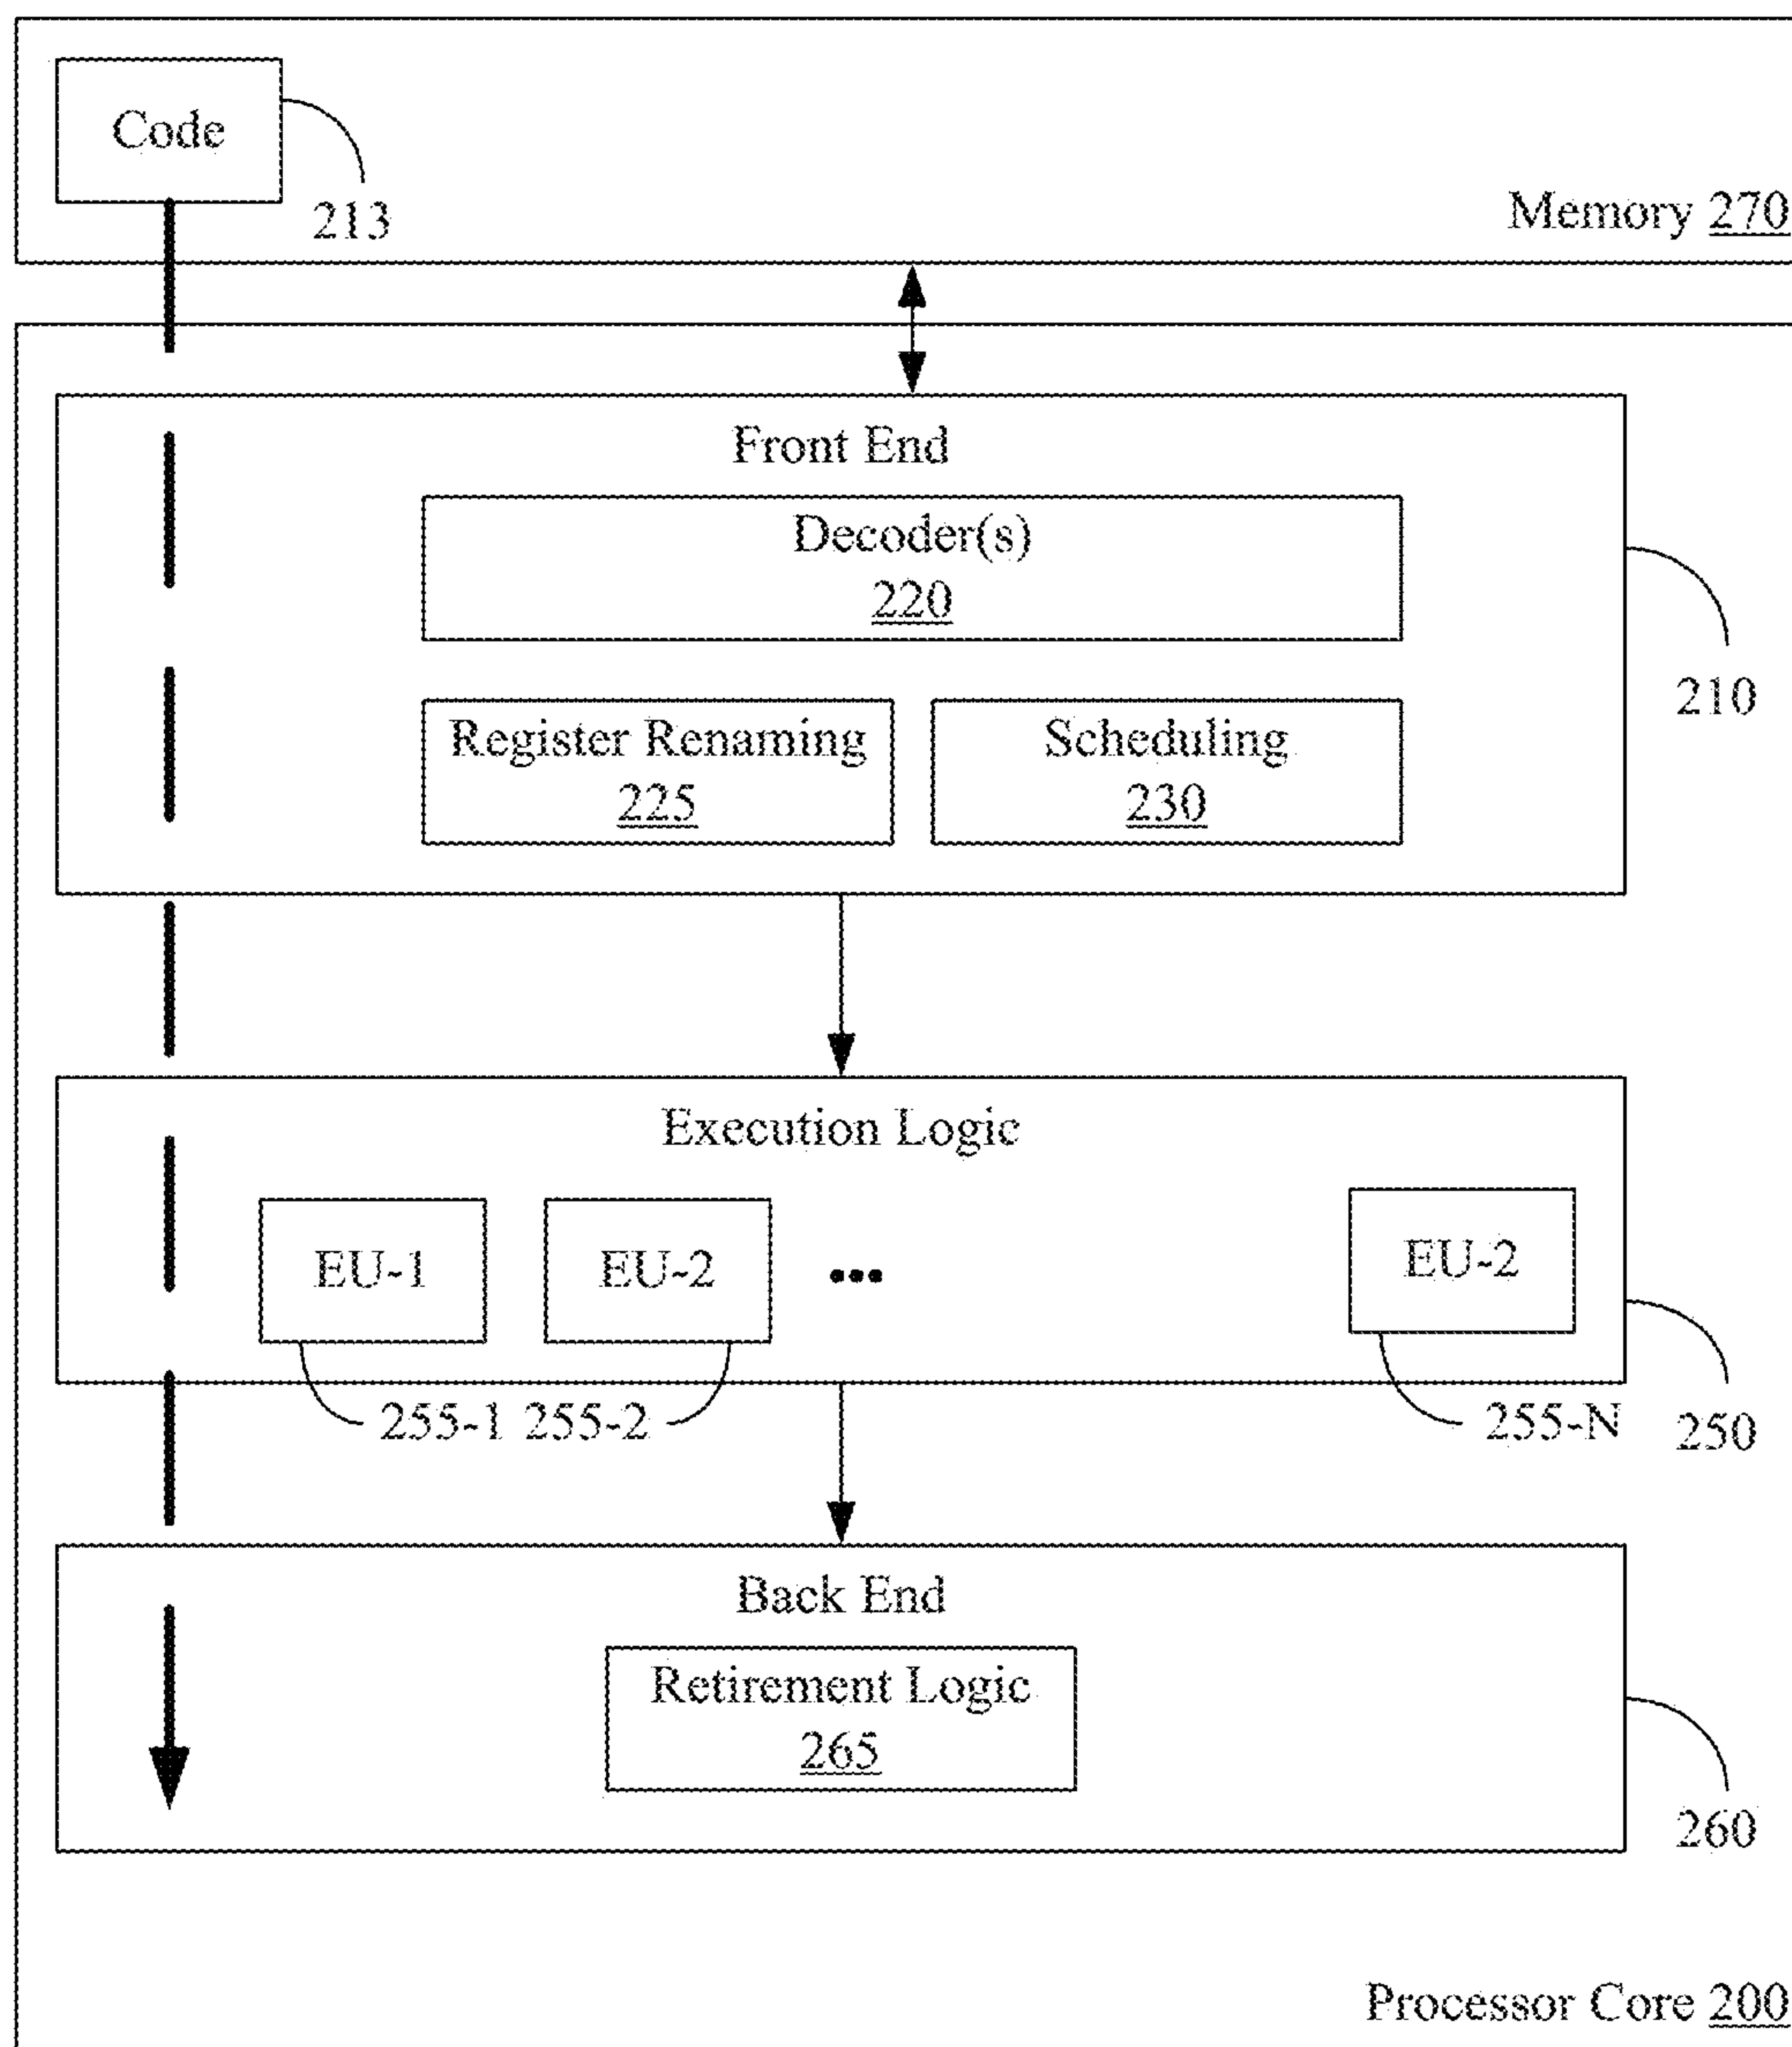 Code
213
Memory 270
Front End
Decoder(s)
220
210
Register Renaming
225
Scheduling
230
Execution Logic
EU-1
EU-2
•••
EU-2
255-1
255-2
255-N
250
Back End
Retirement Logic
265
260
Processor Core 200